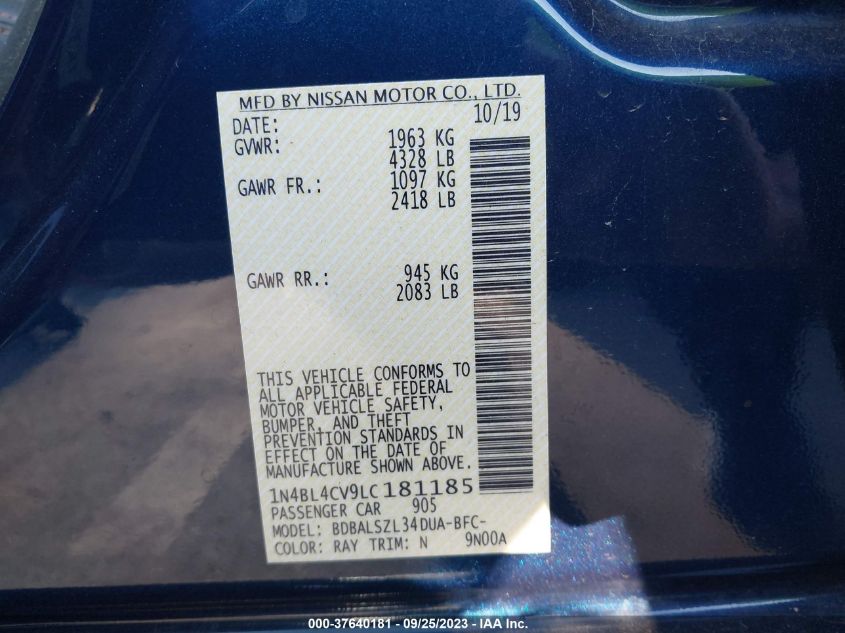 MFD BY NISSAN MOTOR CO., LTD.
DATE: 10/19
GVWR: 1963 KG
4328 LB
GAWR FR.: 1097 KG
2418 LB
GAWR RR.: 945 KG
2083 LB
THIS VEHICLE CONFORMS TO
ALL APPLICABLE FEDERAL
MOTOR VEHICLE SAFETY,
BUMPER, AND THEFT
PREVENTION STANDARDS IN
EFFECT ON THE DATE OF
MANUFACTURE SHOWN ABOVE.
1N4BL4CV9LC181185
PASSENGER CAR 905
MODEL: BDBALSZL34DUA-BFC-
COLOR: RAY TRIM: N 9N00A
000-37640181 - 09/25/2023 - IAA Inc.